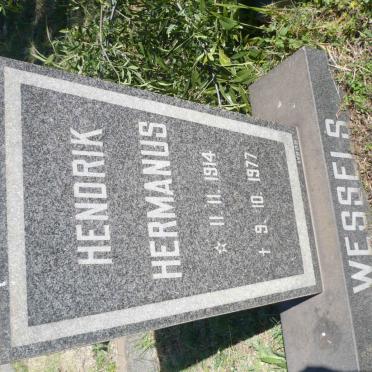 HENDRIK
HERMANUS
☆ 11.11.1914
† 9.10.1977
WESSELS